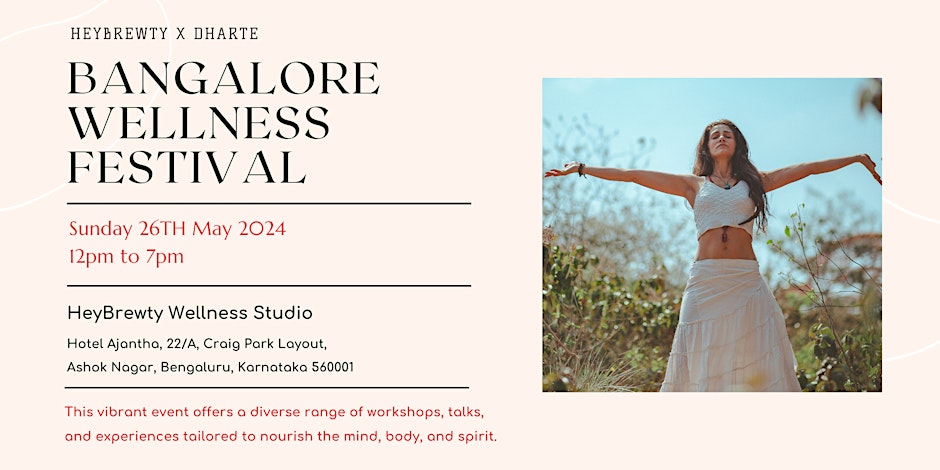 HEYBREWTY X DHARTE
BANGALORE
WELLNESS
FESTIVAL
Sunday 26TH May 2024
12pm to 7pm
HeyBrewty Wellness Studio
Hotel Ajantha, 22/A, Craig Park Layout,
Ashok Nagar, Bengaluru, Karnataka 560001
This vibrant event offers a diverse range of workshops, talks,
and experiences tailored to nourish the mind, body, and spirit.